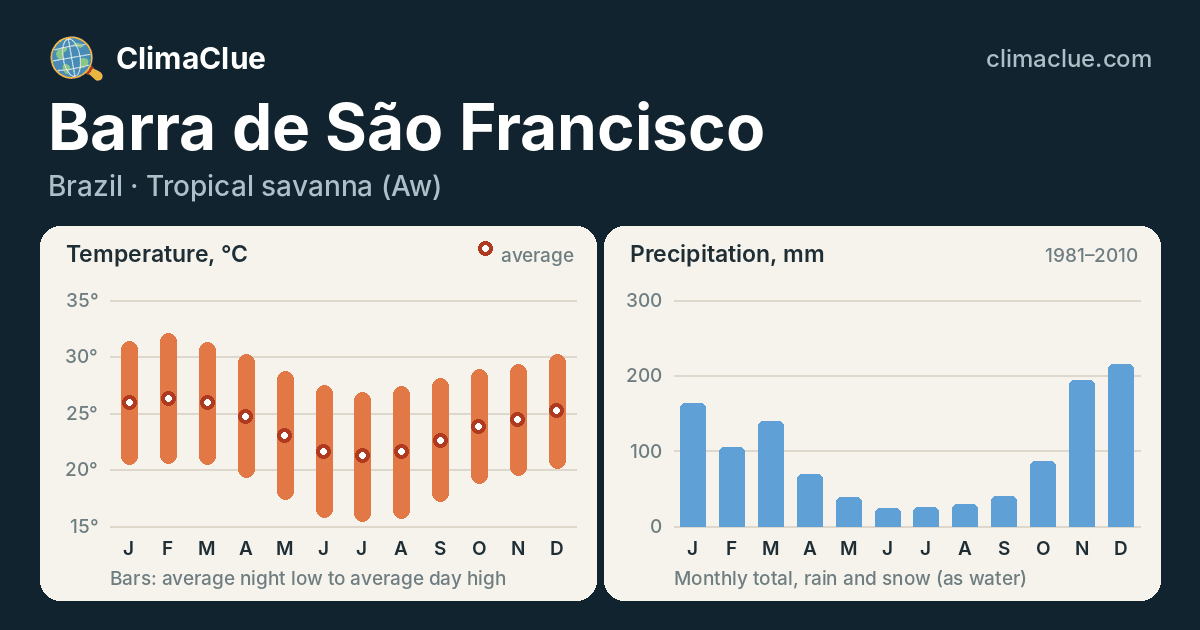 ClimaClue
climaclue.com
Barra de São Francisco
Brazil · Tropical savanna (Aw)
Temperature, °C
average
35°
30°
25°
20°
15°
J F M A M J J A S O N D
Bars: average night low to average day high
Precipitation, mm
1981–2010
300
200
100
0
J F M A M J J A S O N D
Monthly total, rain and snow (as water)